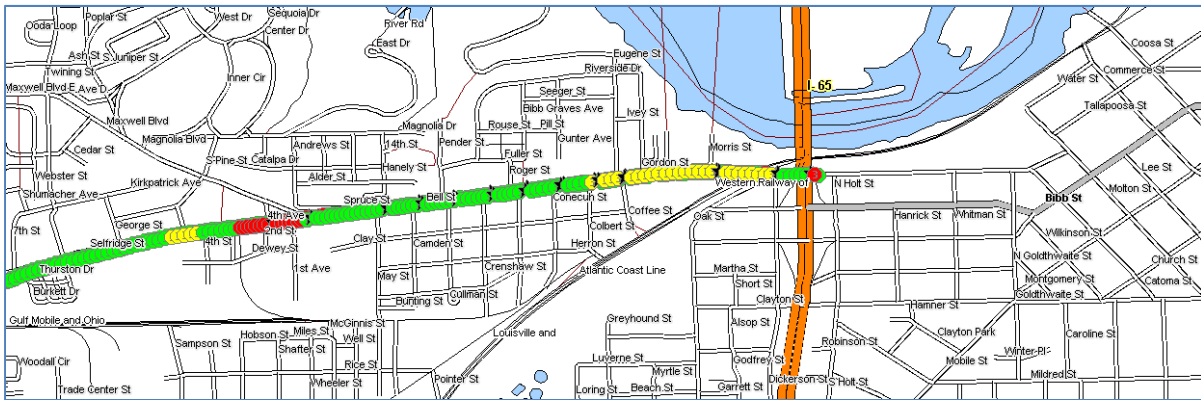 Ooda Loop
Poplar St
West Dr
Sequoia Dr
Center Dr
River Rd
East Dr
Ash St
S Juniper St
Twining St
Inner Cir
Maxwell Blvd E
Ave D
Maxwell Blvd
Magnolia Blvd
Cedar St
S Pine St
Catalpa Dr
Andrews St
14th St
Magnolia Dr
Hanely St
Alder St
Webster St
Kirkpatrick Ave
Shumacher Ave
Eugene St
Riverside Dr
Seeger St
Bibb Graves Ave
Rouse St
Pill St
Ivey St
Pender St
Gunter Ave
Fuller St
Roger St
Gordon St
Morris St
I- 65
Coosa St
Water St
Commerce St
Tallapoosa St
Lee St
Molton St
Western Railway of
N Holt St
3
Bibb St
Spruce St
Bell St
Conecuh St
Coffee St
Colbert St
Oak St
Hanrick St
Whitman St
Wilkinson St
7th St
George St
Selfridge St
4th Ave
4th St
2nd St
Dewey St
1st Ave
Clay St
Camden St
Herron St
Crenshaw St
Atlantic Coast Line
N Goldthwaite St
Church St
Montgomery St
Catoma St
Goldthwaite St
Thurston Dr
Burkett Dr
May St
Bunting St
Cullman St
Martha St
Short St
Clayton St
Hamner St
Gulf Mobile and Ohio
McGinnis St
Miles St
Hobson St
Well St
Sampson St
Shafter St
Louisville and
Greyhound St
Alsop St
Robinson St
Clayton Park
Caroline St
Winter Pl
Woodall Cir
Rice St
Wheeler St
Trade Center St
Pointer St
Luverne St
Myrtle St
Godfrey St
Mobile St
Mildred St
Loring St
Beach St
Garrett St
Dickerson St
S Holt St